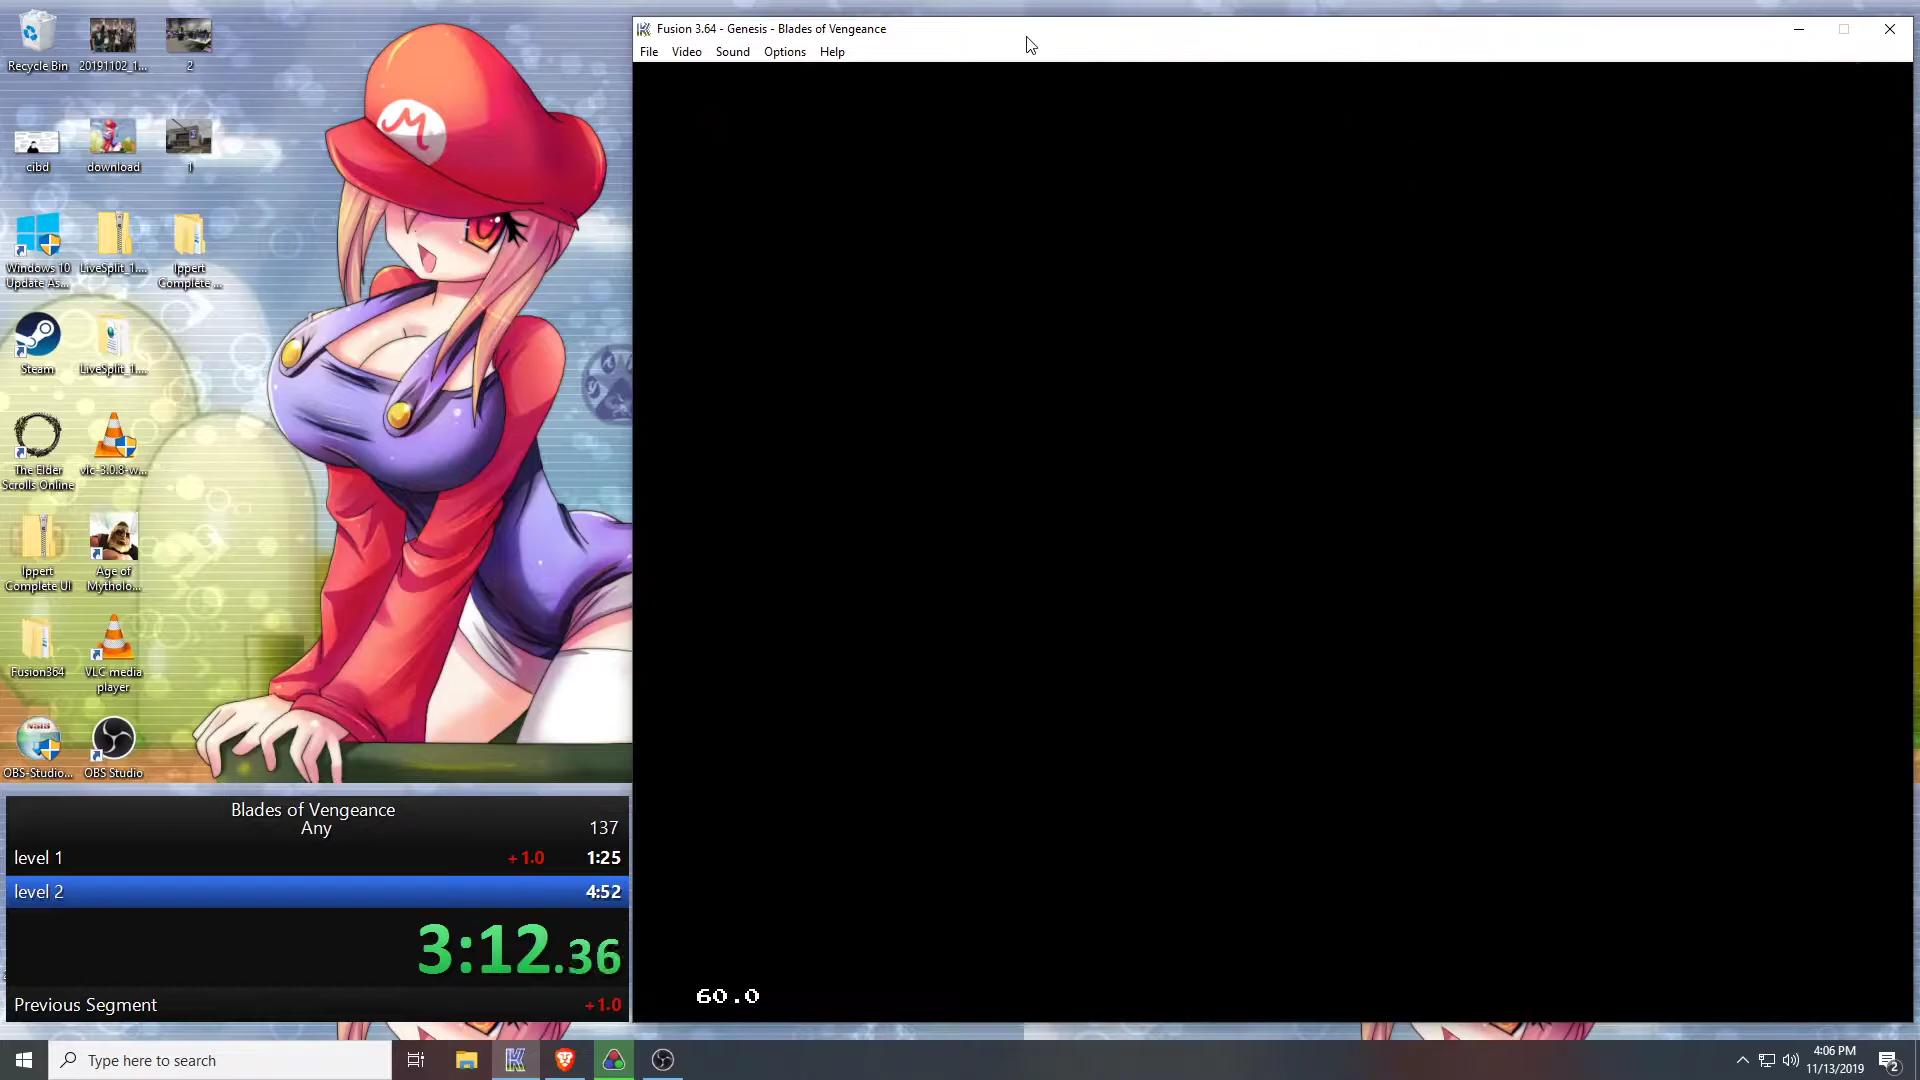 Recycle Bin
20191102_1...
2
cibd
download
1
Windows 10
Update As...
LiveSplit_1....
Ippert
Complete ...
Steam
LiveSplit_1....
The Elder
Scrolls Online
vlc-3.0.8-w...
Ippert
Complete UI
Age of
Mytholo...
Fusion364
VLC media
player
NSIS
OBS-Studio...
OBS Studio
M
Fusion 3.64 - Genesis - Blades of Vengeance
File Video Sound Options Help
60.0
Blades of Vengeance
Any 137
level 1 +1.0 1:25
level 2 4:52
3:12.36
Previous Segment +1.0
Type here to search
4:06 PM
11/13/2019
2